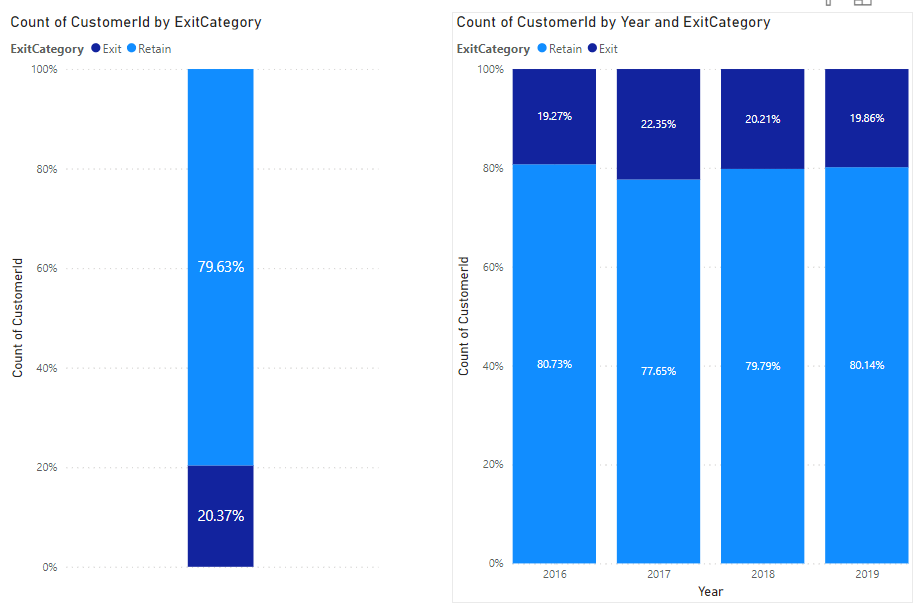 Count of CustomerId by ExitCategory
ExitCategory Exit Retain
100%
80%
60%
40%
20%
0%
Count of CustomerId
79.63%
20.37%
Count of CustomerId by Year and ExitCategory
ExitCategory Retain Exit
100%
80%
60%
40%
20%
0%
Count of CustomerId
19.27% 22.35% 20.21% 19.86%
80.73% 77.65% 79.79% 80.14%
2016 2017 2018 2019
Year